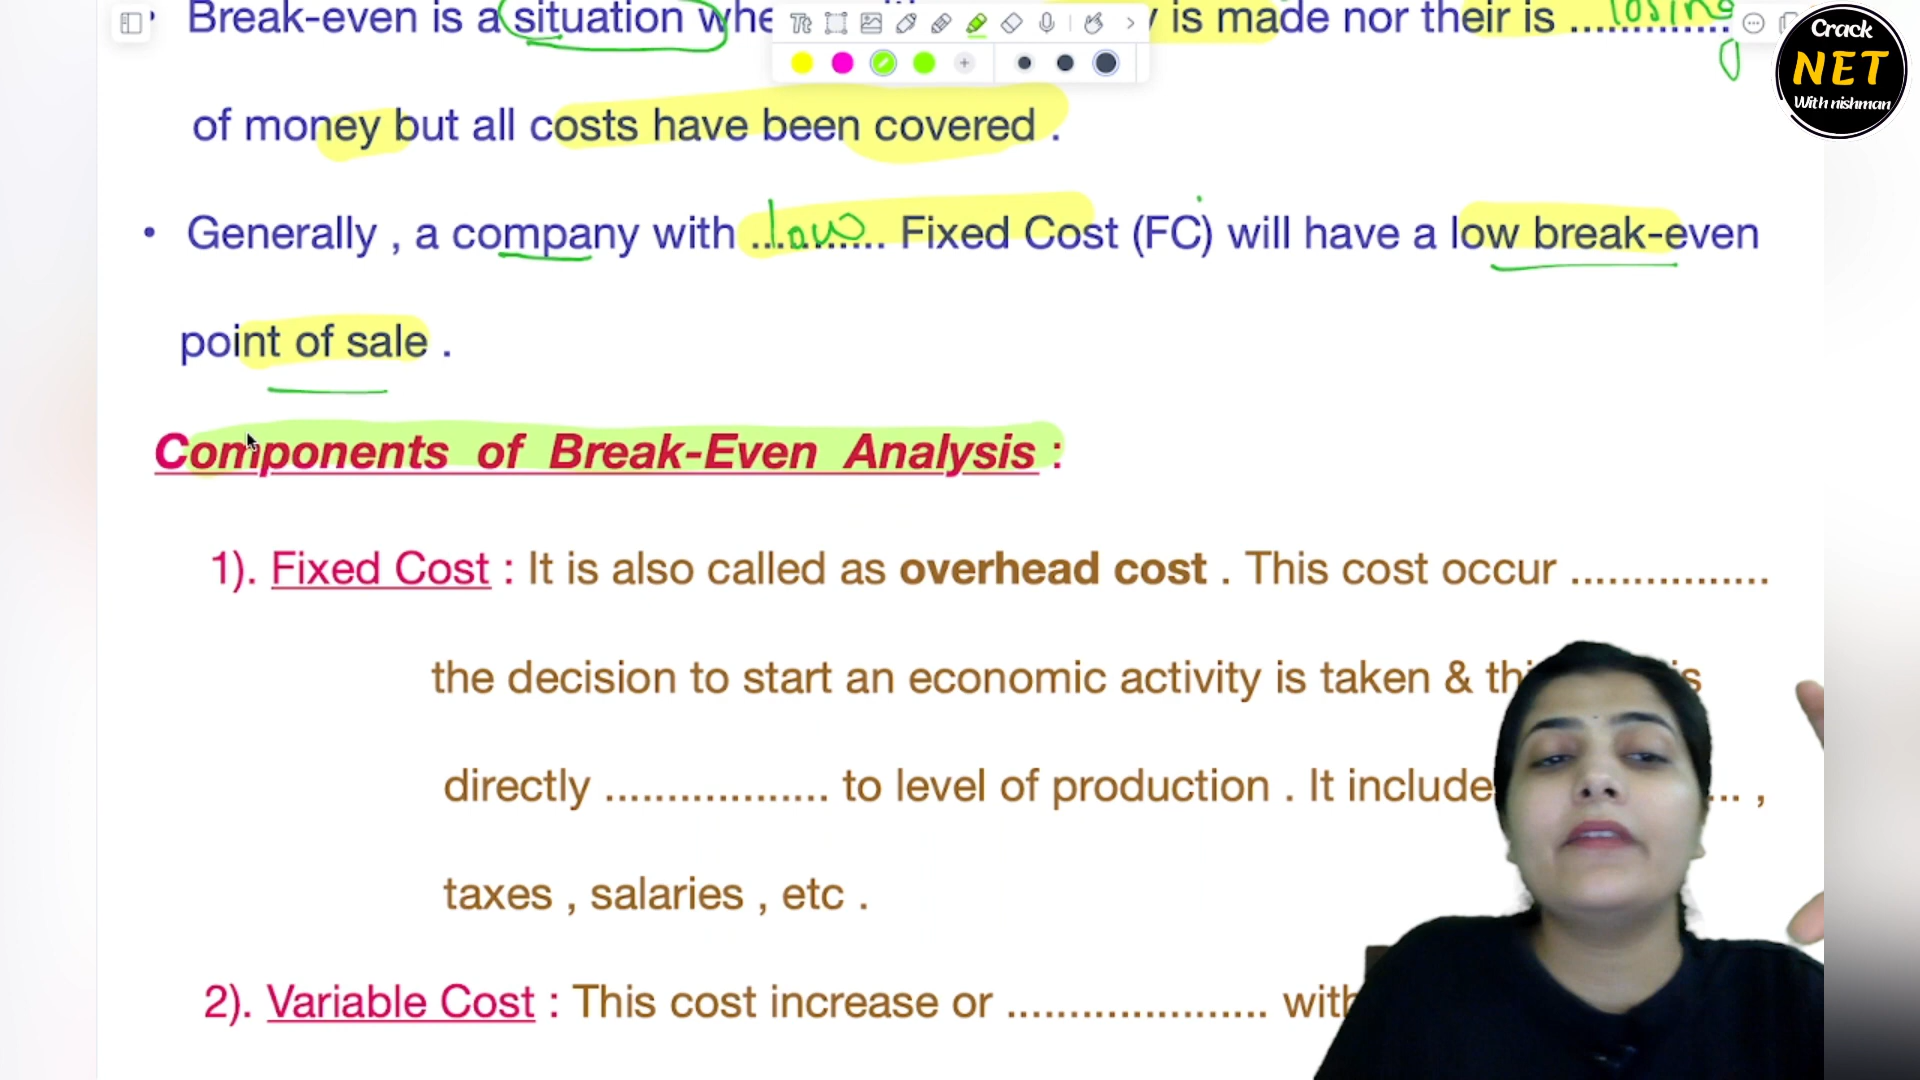 Break-even is a situation whe is made nor their is .............. losing
of money but all costs have been covered .
• Generally , a company with ............. low Fixed Cost (FC) will have a low break-even
point of sale .
Components of Break-Even Analysis :
1). Fixed Cost : It is also called as overhead cost . This cost occur ................
the decision to start an economic activity is taken & th
directly .................. to level of production . It include ... ,
taxes , salaries , etc .
2). Variable Cost : This cost increase or ..................... with
Crack
NET
With nishman